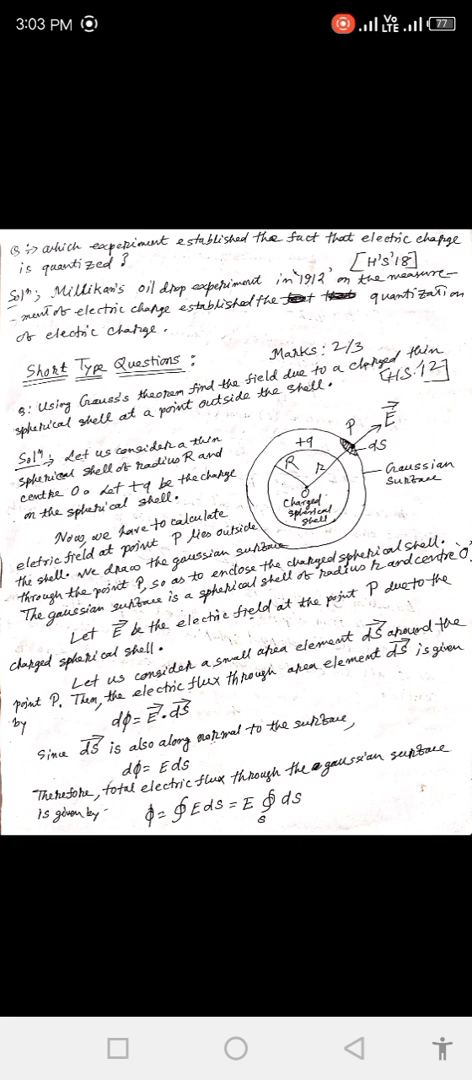 3:03 PM
Vo LTE 77
Q :→ which experiment established the fact that electric charge
is quantized? [H'S'18]
Solⁿ:, Millikan's oil drop experiment in '1912' on the measure-
-ment of electric charge established the quantization
of electric charge.
Short Type Questions : Marks: 2/3
Q: Using Gauss's theorem find the field due to a charged thin
spherical shell at a point outside the shell. [H.S.'12]
Solⁿ:, Let us consider a thin
spherical shell of radius R and
centre O. Let +q be the charge
on the spherical shell.
+q
R
r
O
Charged
spherical
shell
P
E⃗
ds
Gaussian
surface
Now, we have to calculate
eletric field at point P lies outside
the shell. We draw the gaussian surface
through the point P, so as to enclose the charged spherical shell.
The gaussian surface is a spherical shell of radius r and centre 'O'.
Let E⃗ be the electric field at the point P due to the
charged spherical shell.
Let us consider a small area element ds⃗ around the
point P. Then, the electric flux through area element ds⃗ is given
by
dϕ = E⃗ · ds⃗
Since ds⃗ is also along normal to the surface,
dϕ = E ds
Therefore, total electric flux through the gaussian surface
is given by -
ϕ = ∮ E ds = E ∮ ds
S